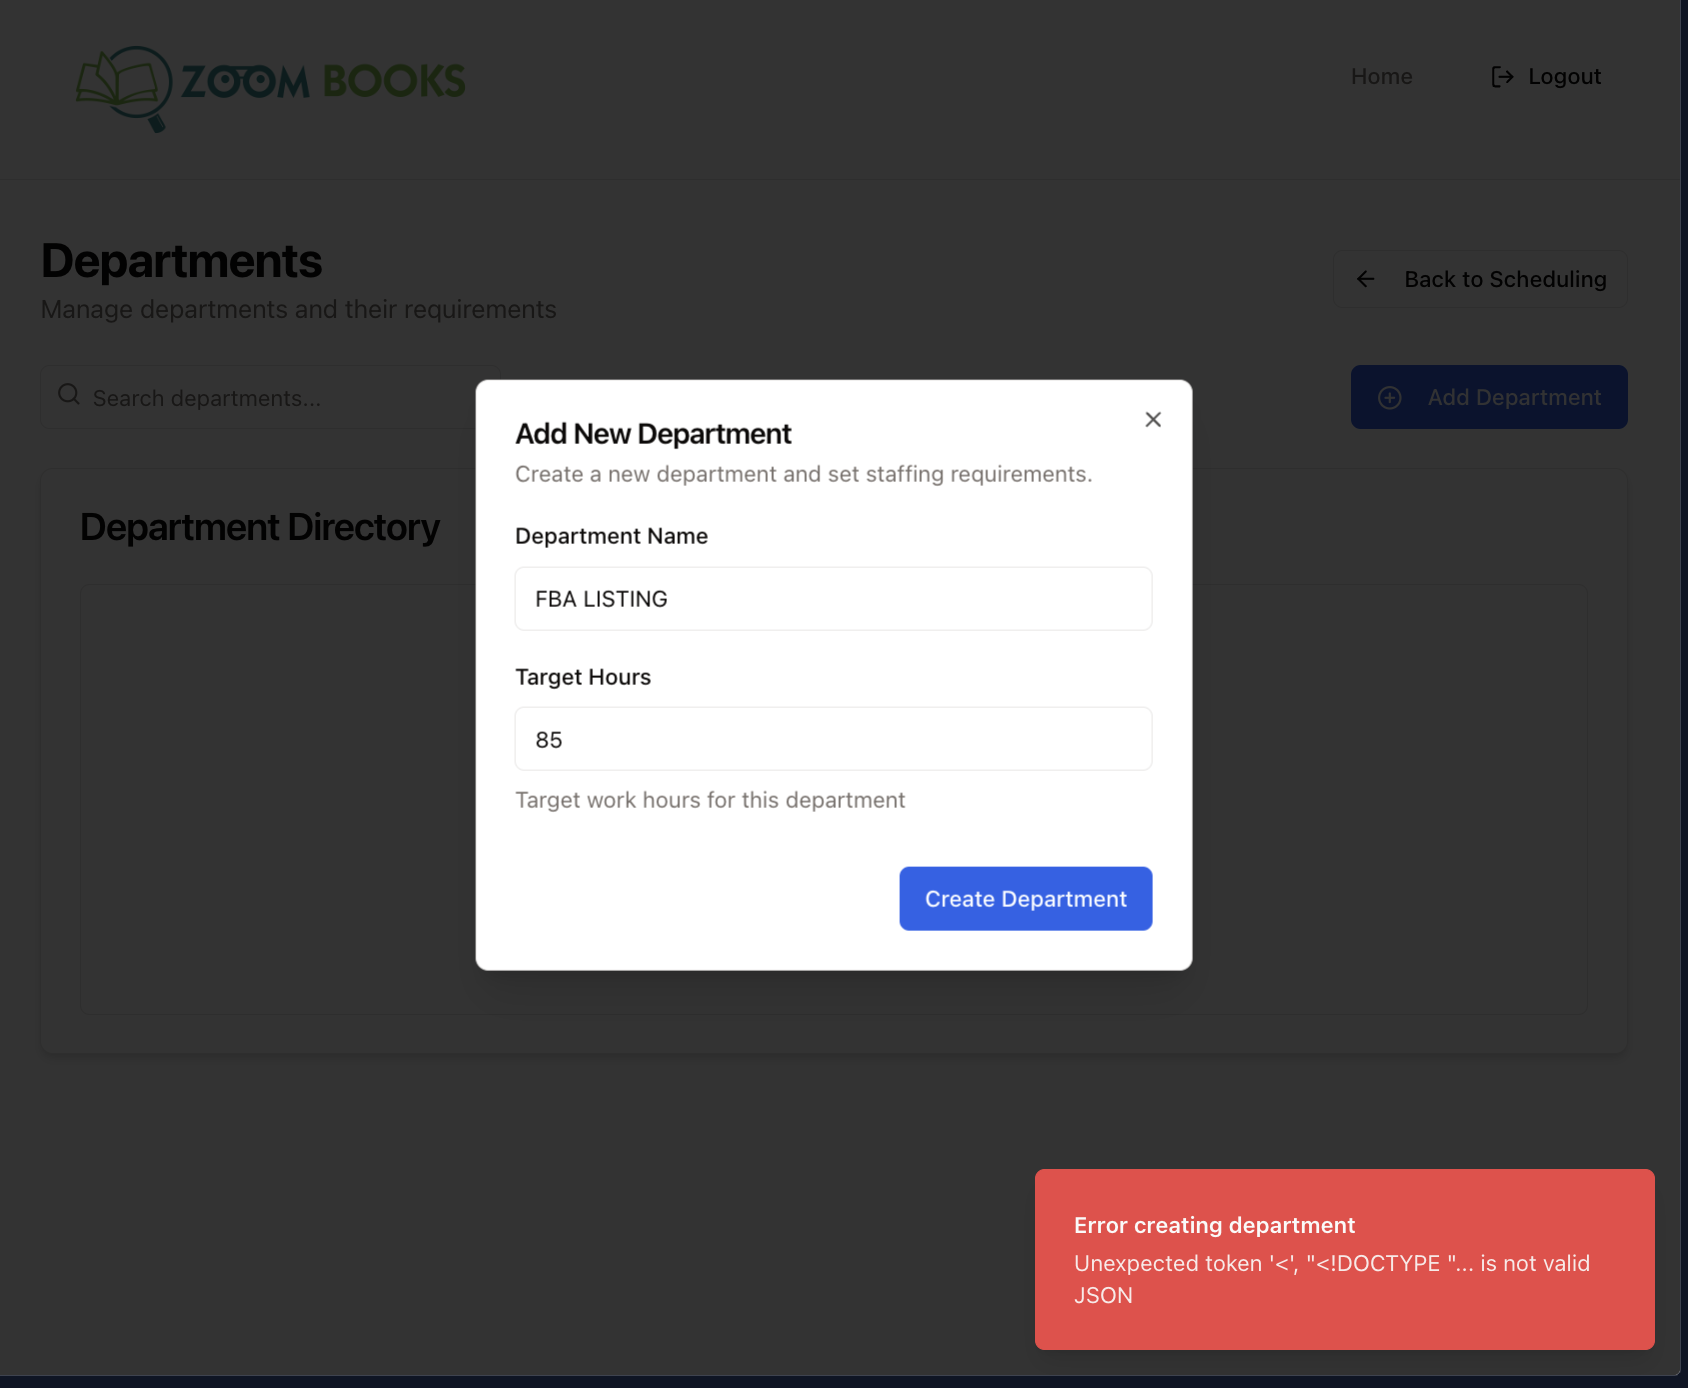 ZOOM BOOKS
Home
Logout
Departments
Manage departments and their requirements
Back to Scheduling
Search departments...
Add Department
Department Directory
Add New Department
Create a new department and set staffing requirements.
Department Name
FBA LISTING
Target Hours
85
Target work hours for this department
Create Department
Error creating department
Unexpected token '<', "<!DOCTYPE "... is not valid
JSON